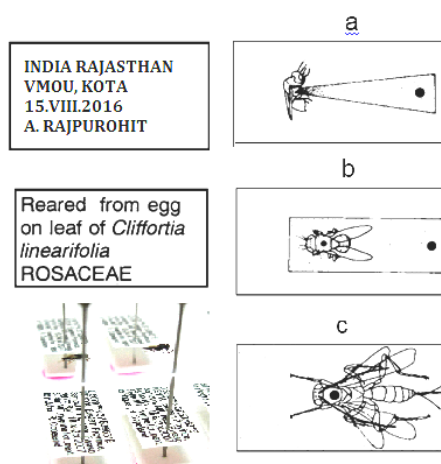 a
INDIA RAJASTHAN
VMOU, KOTA
15.VIII.2016
A. RAJPUROHIT
b
Reared from egg
on leaf of Cliffortia
linearifolia
ROSACEAE
c